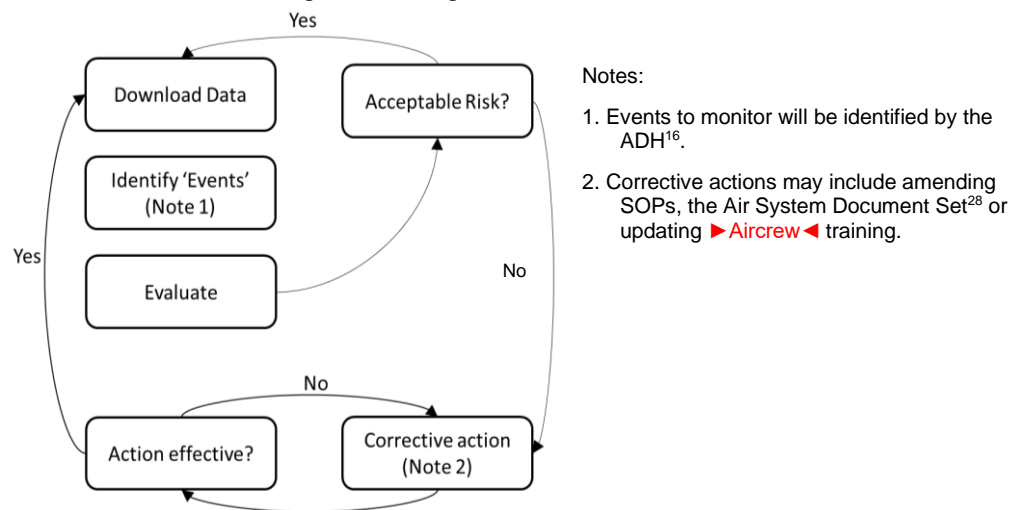 Yes
Download Data
Acceptable Risk?
Identify ‘Events’
(Note 1)
Yes
Evaluate
No
No
Action effective?
Corrective action
(Note 2)
Notes:
1. Events to monitor will be identified by the
ADH16.
2. Corrective actions may include amending
SOPs, the Air System Document Set28 or
updating ►Aircrew◄ training.